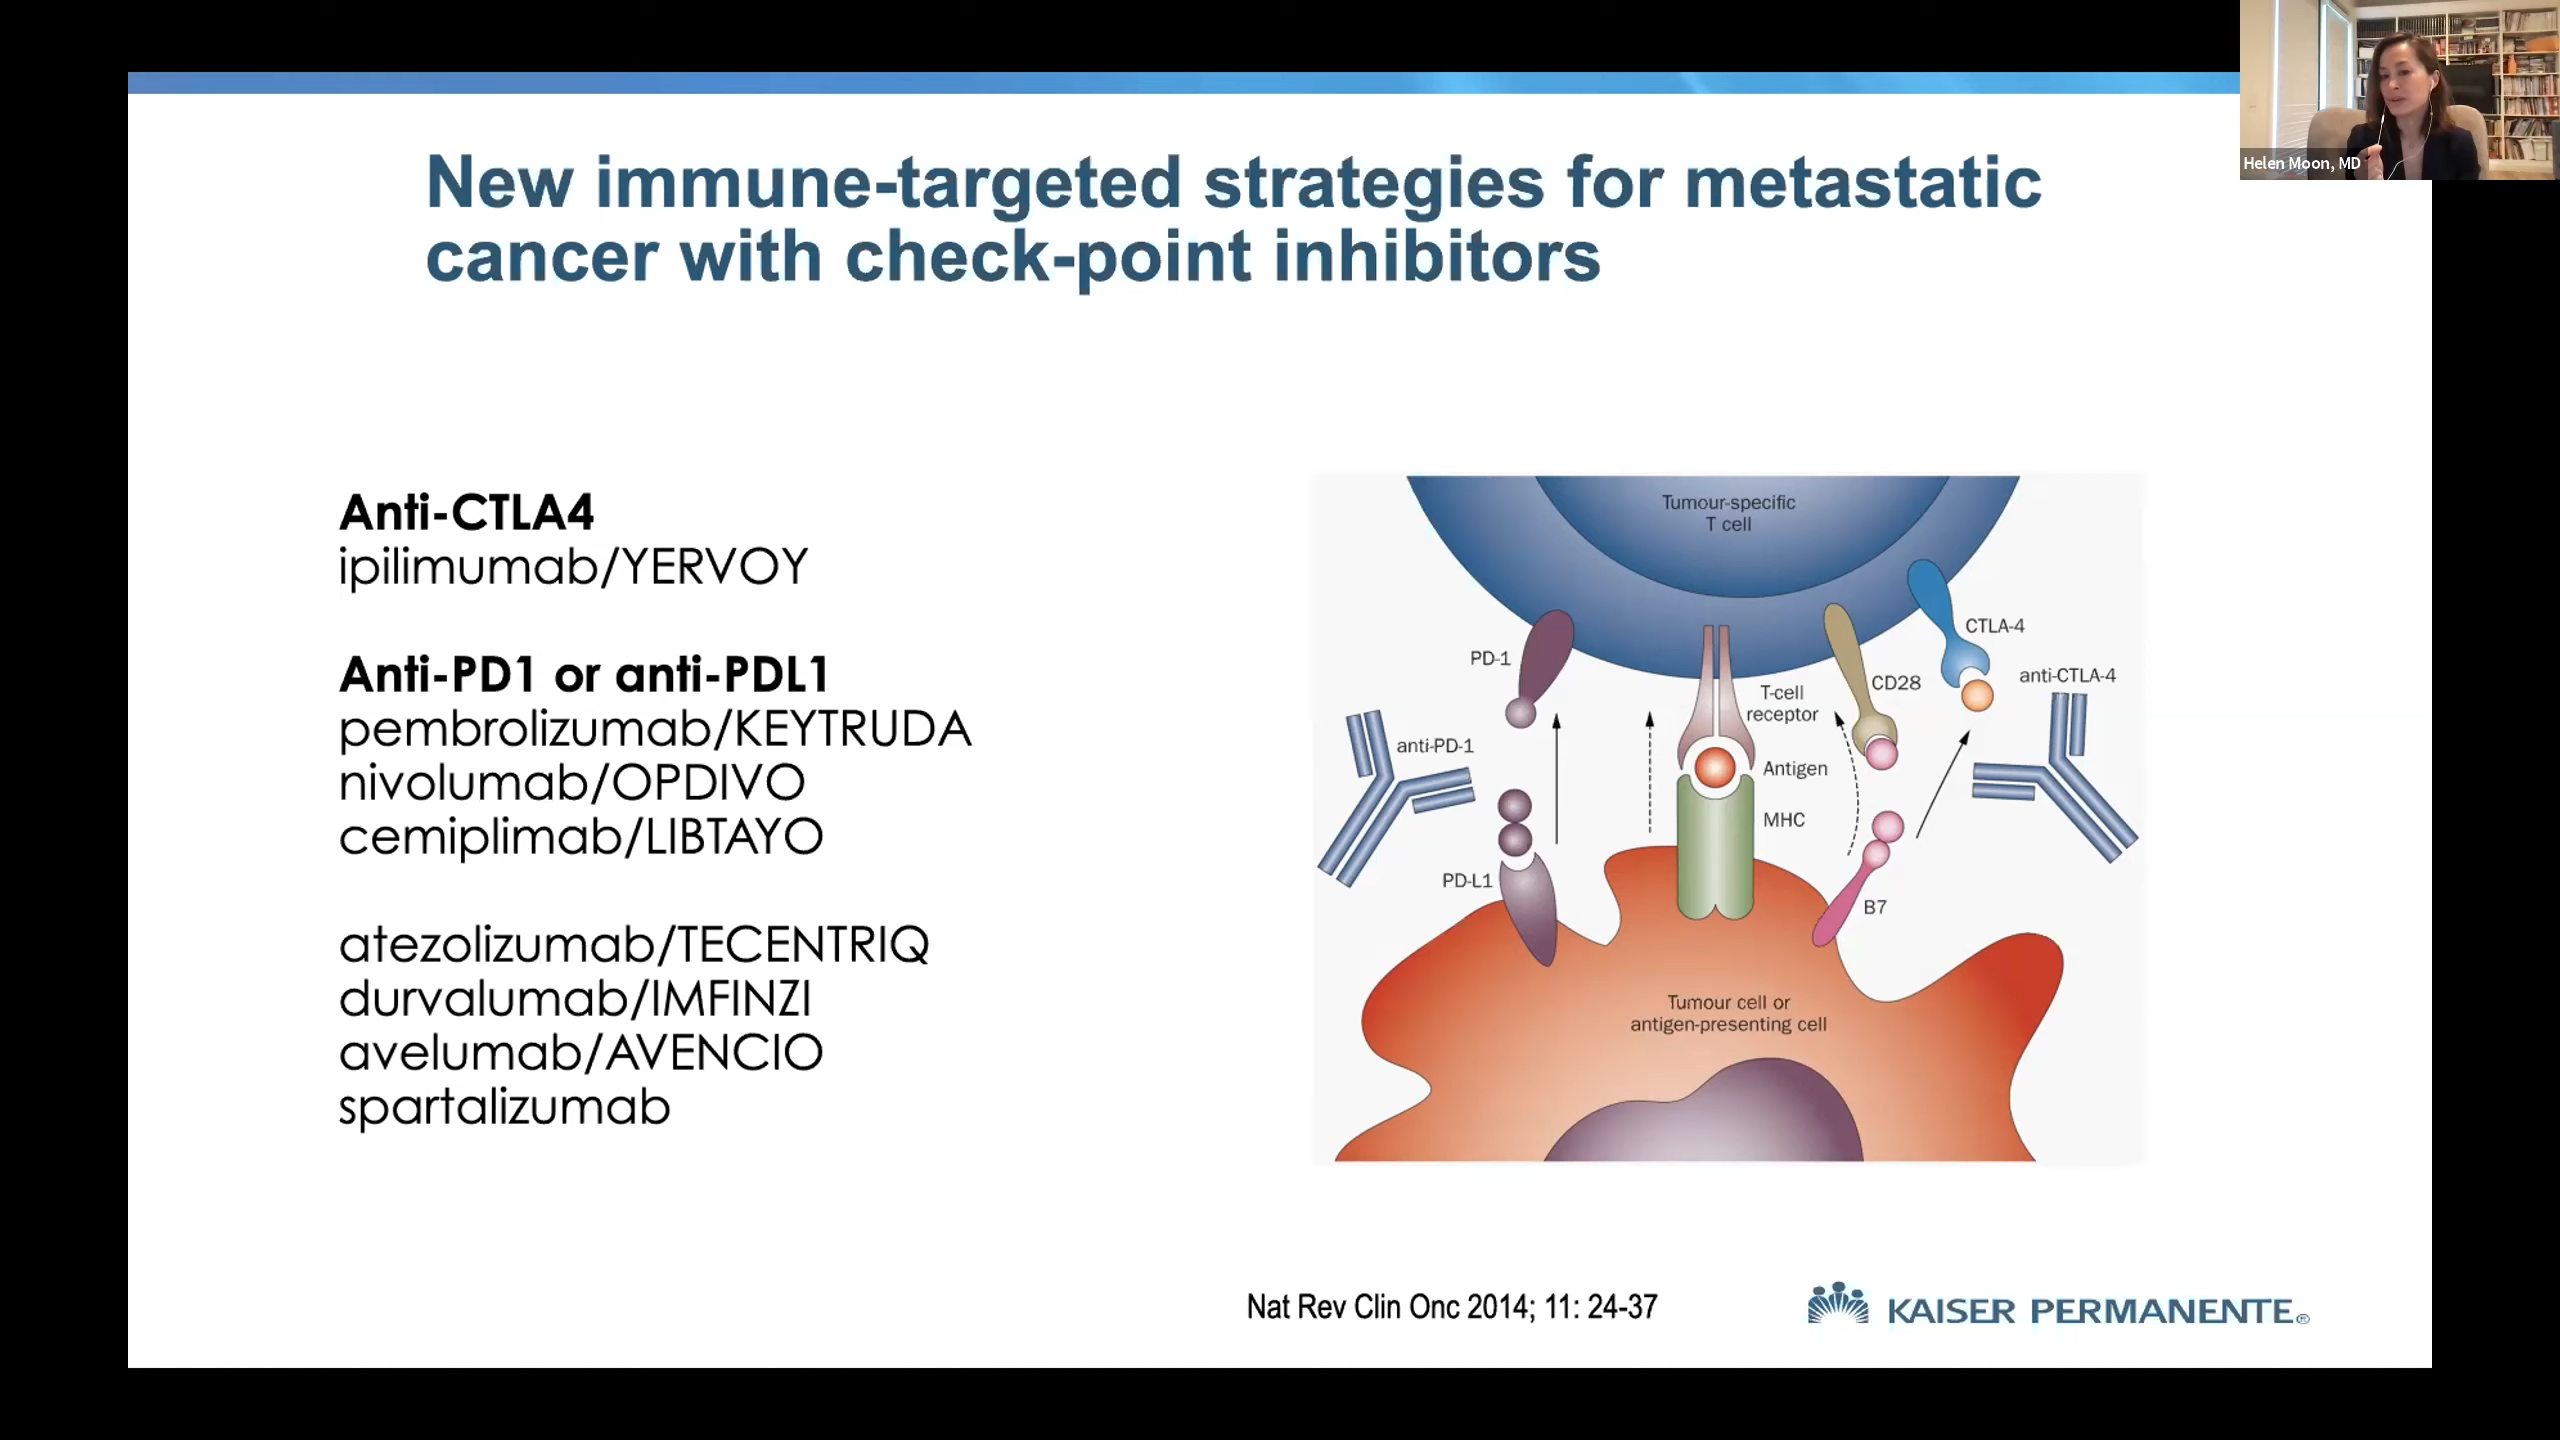 Helen Moon, MD
New immune-targeted strategies for metastatic
cancer with check-point inhibitors
Anti-CTLA4
ipilimumab/YERVOY
Anti-PD1 or anti-PDL1
pembrolizumab/KEYTRUDA
nivolumab/OPDIVO
cemiplimab/LIBTAYO
atezolizumab/TECENTRIQ
durvalumab/IMFINZI
avelumab/AVENCIO
spartalizumab
Tumour-specific
T cell
PD-1
CTLA-4
CD28
anti-CTLA-4
T-cell
receptor
anti-PD-1
Antigen
MHC
PD-L1
B7
Tumour cell or
antigen-presenting cell
Nat Rev Clin Onc 2014; 11: 24-37
KAISER PERMANENTE®